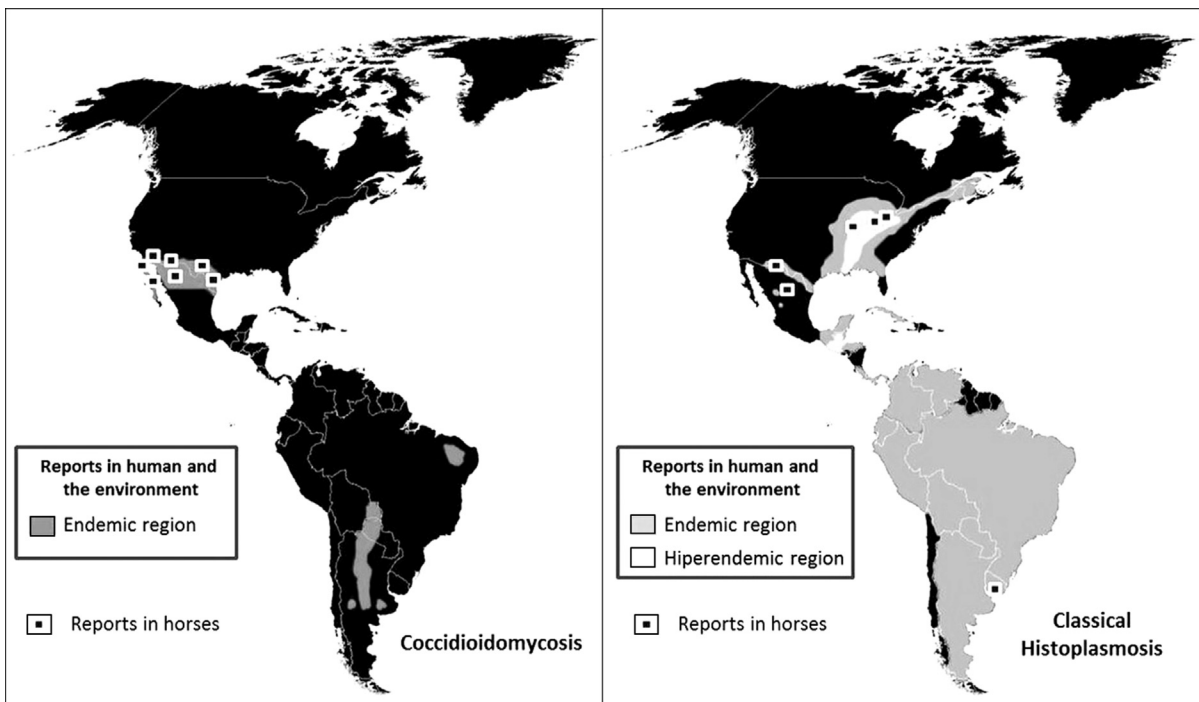 Reports in human and
the environment
Endemic region
Reports in horses
Coccidioidomycosis
Reports in human and
the environment
Endemic region
Hiperendemic region
Reports in horses
Classical
Histoplasmosis